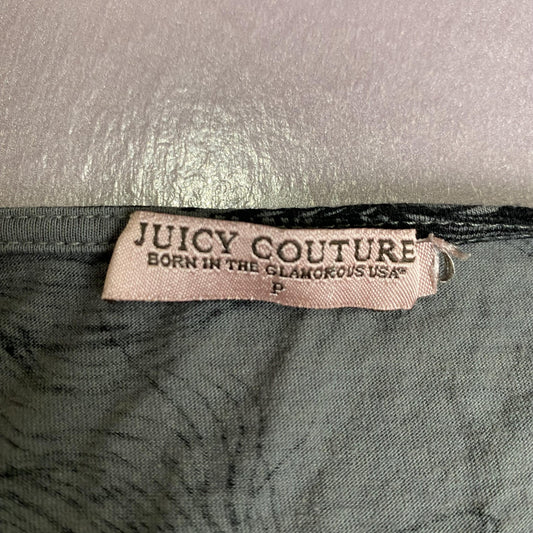 JUICY COUTURE
BORN IN THE GLAMOROUS USA
P